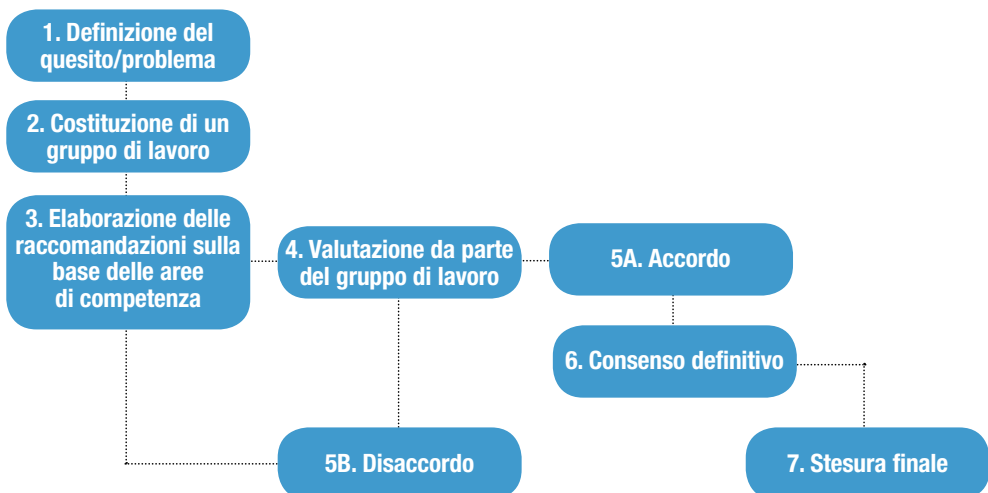 1. Definizione del
quesito/problema
2. Costituzione di un
gruppo di lavoro
3. Elaborazione delle
raccomandazioni sulla
base delle aree
di competenza
4. Valutazione da parte
del gruppo di lavoro
5A. Accordo
6. Consenso definitivo
5B. Disaccordo
7. Stesura finale